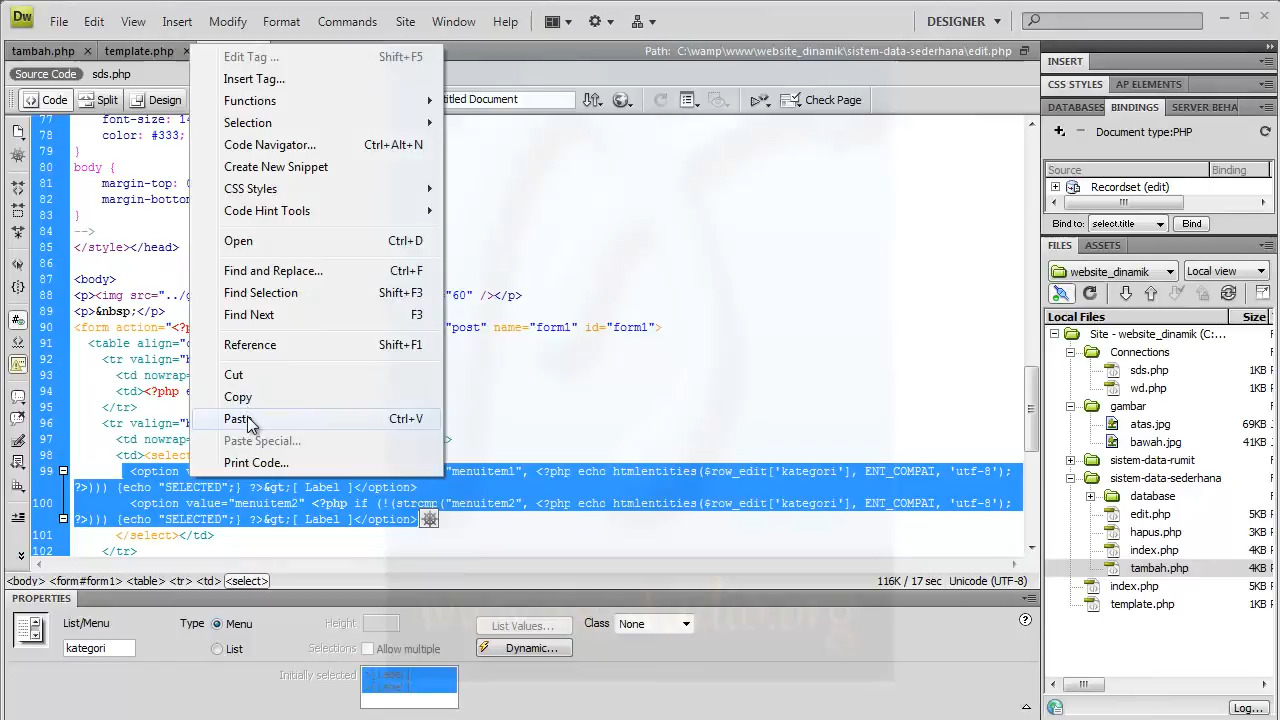 Dw File Edit View Insert Modify Format Commands Site Window Help DESIGNER
tambah.php template.php Path: C:\wamp\www\website_dinamik\sistem-data-sederhana\edit.php
Source Code sds.php
Code Split Design titled Document Check Page
Edit Tag ... Shift+F5
Insert Tag...
Functions
Selection
Code Navigator... Ctrl+Alt+N
Create New Snippet
CSS Styles
Code Hint Tools
Open Ctrl+D
Find and Replace... Ctrl+F
Find Selection Shift+F3
Find Next F3
Reference Shift+F1
Cut
Copy
Paste Ctrl+V
Paste Special...
Print Code...
77 font-size: 14
78 color: #333;
79 }
80 body {
81 margin-top: 0
82 margin-bottom
83 }
84 -->
85 </style></head>
86
87 <body>
88 <p><img src="../g "60" /></p>
89 <p>&nbsp;</p>
90 <form action="<?p "post" name="form1" id="form1">
91 <table align="c
92 <tr valign="b
93 <td nowrap=
94 <td><?php e
95 </tr>
96 <tr valign="b
97 <td nowrap= >
98 <td><select
99 <option v "menuitem1", <?php echo htmlentities($row_edit['kategori'], ENT_COMPAT, 'utf-8');
?>))) {echo "SELECTED";} ?>&gt;[ Label ]</option>
100 <option value="menuitem2" <?php if (!(strcmp("menuitem2", <?php echo htmlentities($row_edit['kategori'], ENT_COMPAT, 'utf-8');
?>))) {echo "SELECTED";} ?>&gt;[ Label ]</option>
101 </select></td>
102 </tr>
<body> <form#form1> <table> <tr> <td> <select> 116K / 17 sec Unicode (UTF-8)
PROPERTIES
List/Menu Type Menu Height List Values... Class None
kategori List Selections Allow multiple Dynamic...
Initially selected
INSERT
CSS STYLES AP ELEMENTS
DATABASES BINDINGS SERVER BEHA
Document type:PHP
Source Binding
Recordset (edit)
Bind to: select.title Bind
FILES ASSETS
website_dinamik Local view
Local Files Size
Site - website_dinamik (C:...
Connections
sds.php 1KB
wd.php 1KB
gambar
atas.jpg 41KB
bawah.jpg 42KB
sistem-data-rumit
sistem-data-sederhana
database
edit.php 5KB
hapus.php 3KB
index.php 4KB
tambah.php 4KB
index.php 5KB
template.php 4KB
Log...